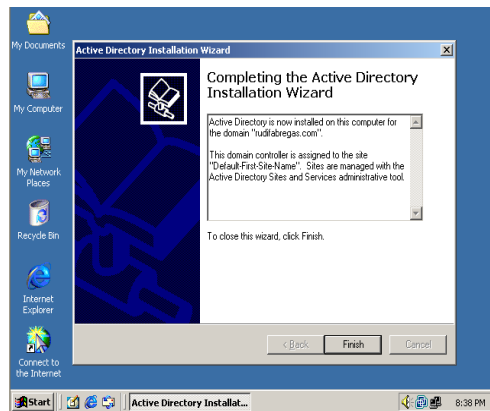 My Documents
My Computer
My Network
Places
Recycle Bin
Internet
Explorer
Connect to
the Internet
Active Directory Installation Wizard
Completing the Active Directory
Installation Wizard
Active Directory is now installed on this computer for
the domain "rudifabregas.com".
This domain controller is assigned to the site
"Default-First-Site-Name". Sites are managed with the
Active Directory Sites and Services administrative tool.
To close this wizard, click Finish.
< Back
Finish
Cancel
Start
Active Directory Installat...
8:38 PM